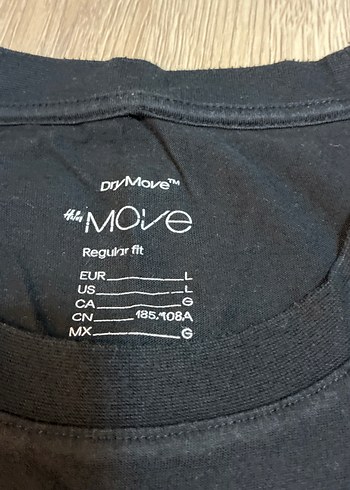 DryMove™
H&M MOVE
Regular fit
EUR L
US L
CA G
CN 185/108A
MX G